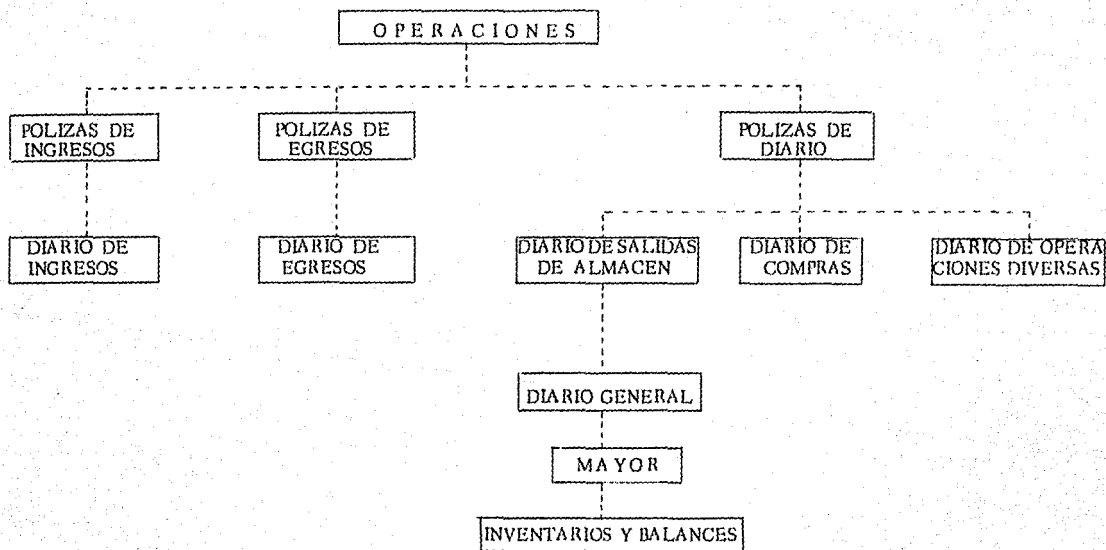 OPERACIONES
POLIZAS DE
INGRESOS
POLIZAS DE
EGRESOS
POLIZAS DE
DIARIO
DIARIO DE
INGRESOS
DIARIO DE
EGRESOS
DIARIO DE SALIDAS
DE ALMACEN
DIARIO DE
COMPRAS
DIARIO DE OPERA
CIONES DIVERSAS
DIARIO GENERAL
MAYOR
INVENTARIOS Y BALANCES